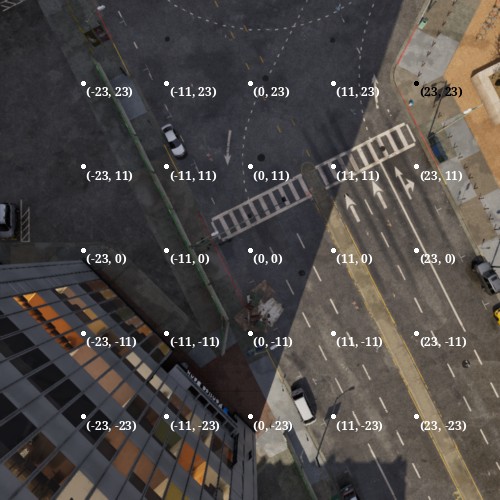 (-23, 23) (-11, 23) (0, 23) (11, 23) (23, 23)
(-23, 11) (-11, 11) (0, 11) (11, 11) (23, 11)
(-23, 0) (-11, 0) (0, 0) (11, 0) (23, 0)
(-23, -11) (-11, -11) (0, -11) (11, -11) (23, -11)
(-23, -23) (-11, -23) (0, -23) (11, -23) (23, -23)